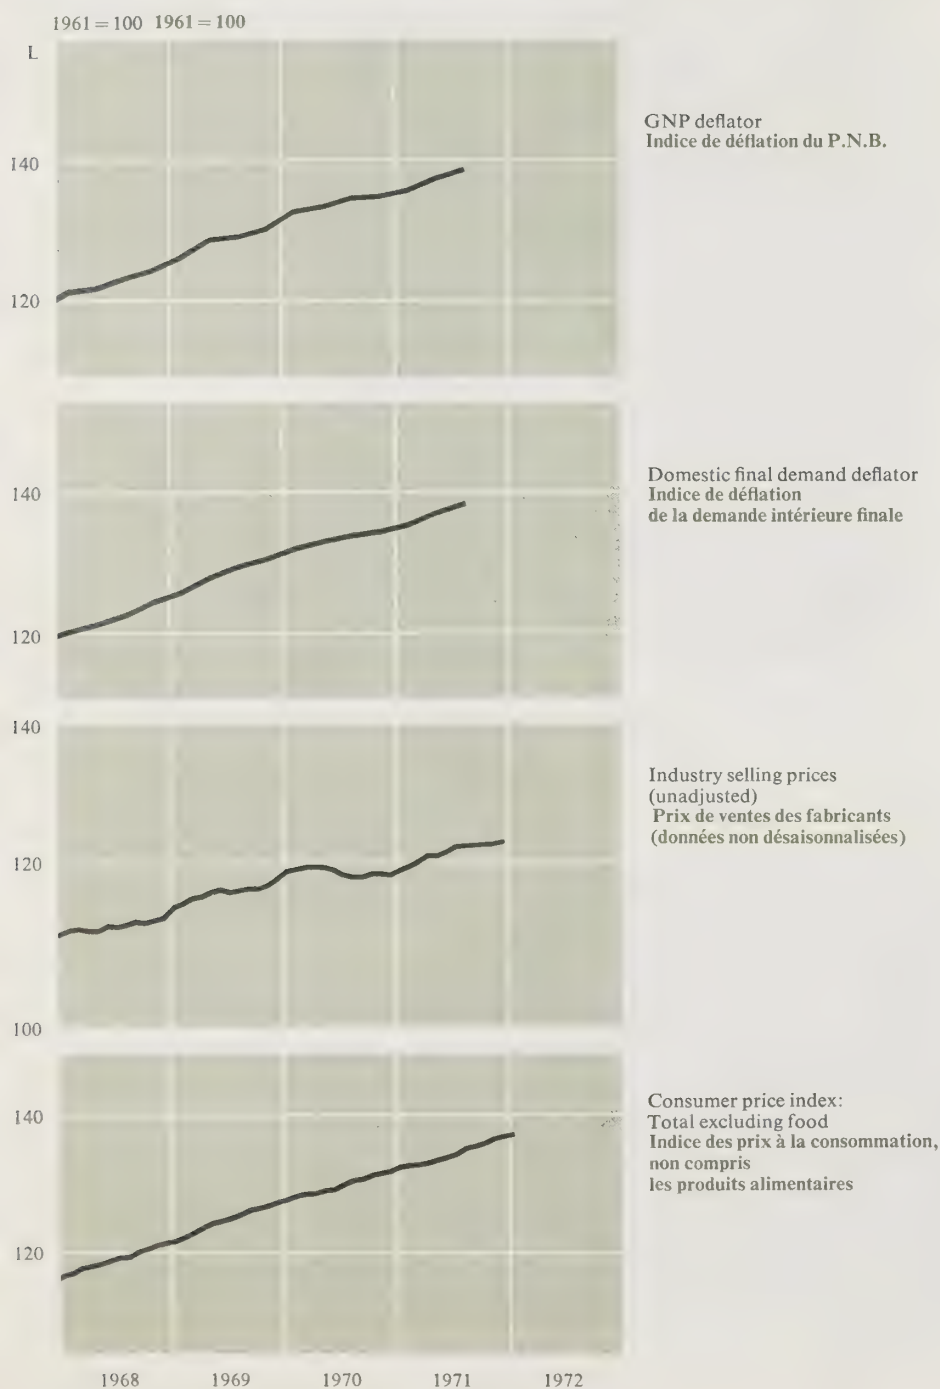 1961 = 100 1961 = 100
L
140
120
GNP deflator
Indice de déflation du P.N.B.
140
120
Domestic final demand deflator
Indice de déflation
de la demande intérieure finale
140
120
100
Industry selling prices
(unadjusted)
Prix de ventes des fabricants
(données non désaisonnalisées)
140
120
Consumer price index:
Total excluding food
Indice des prix à la consommation,
non compris
les produits alimentaires
1968 1969 1970 1971 1972